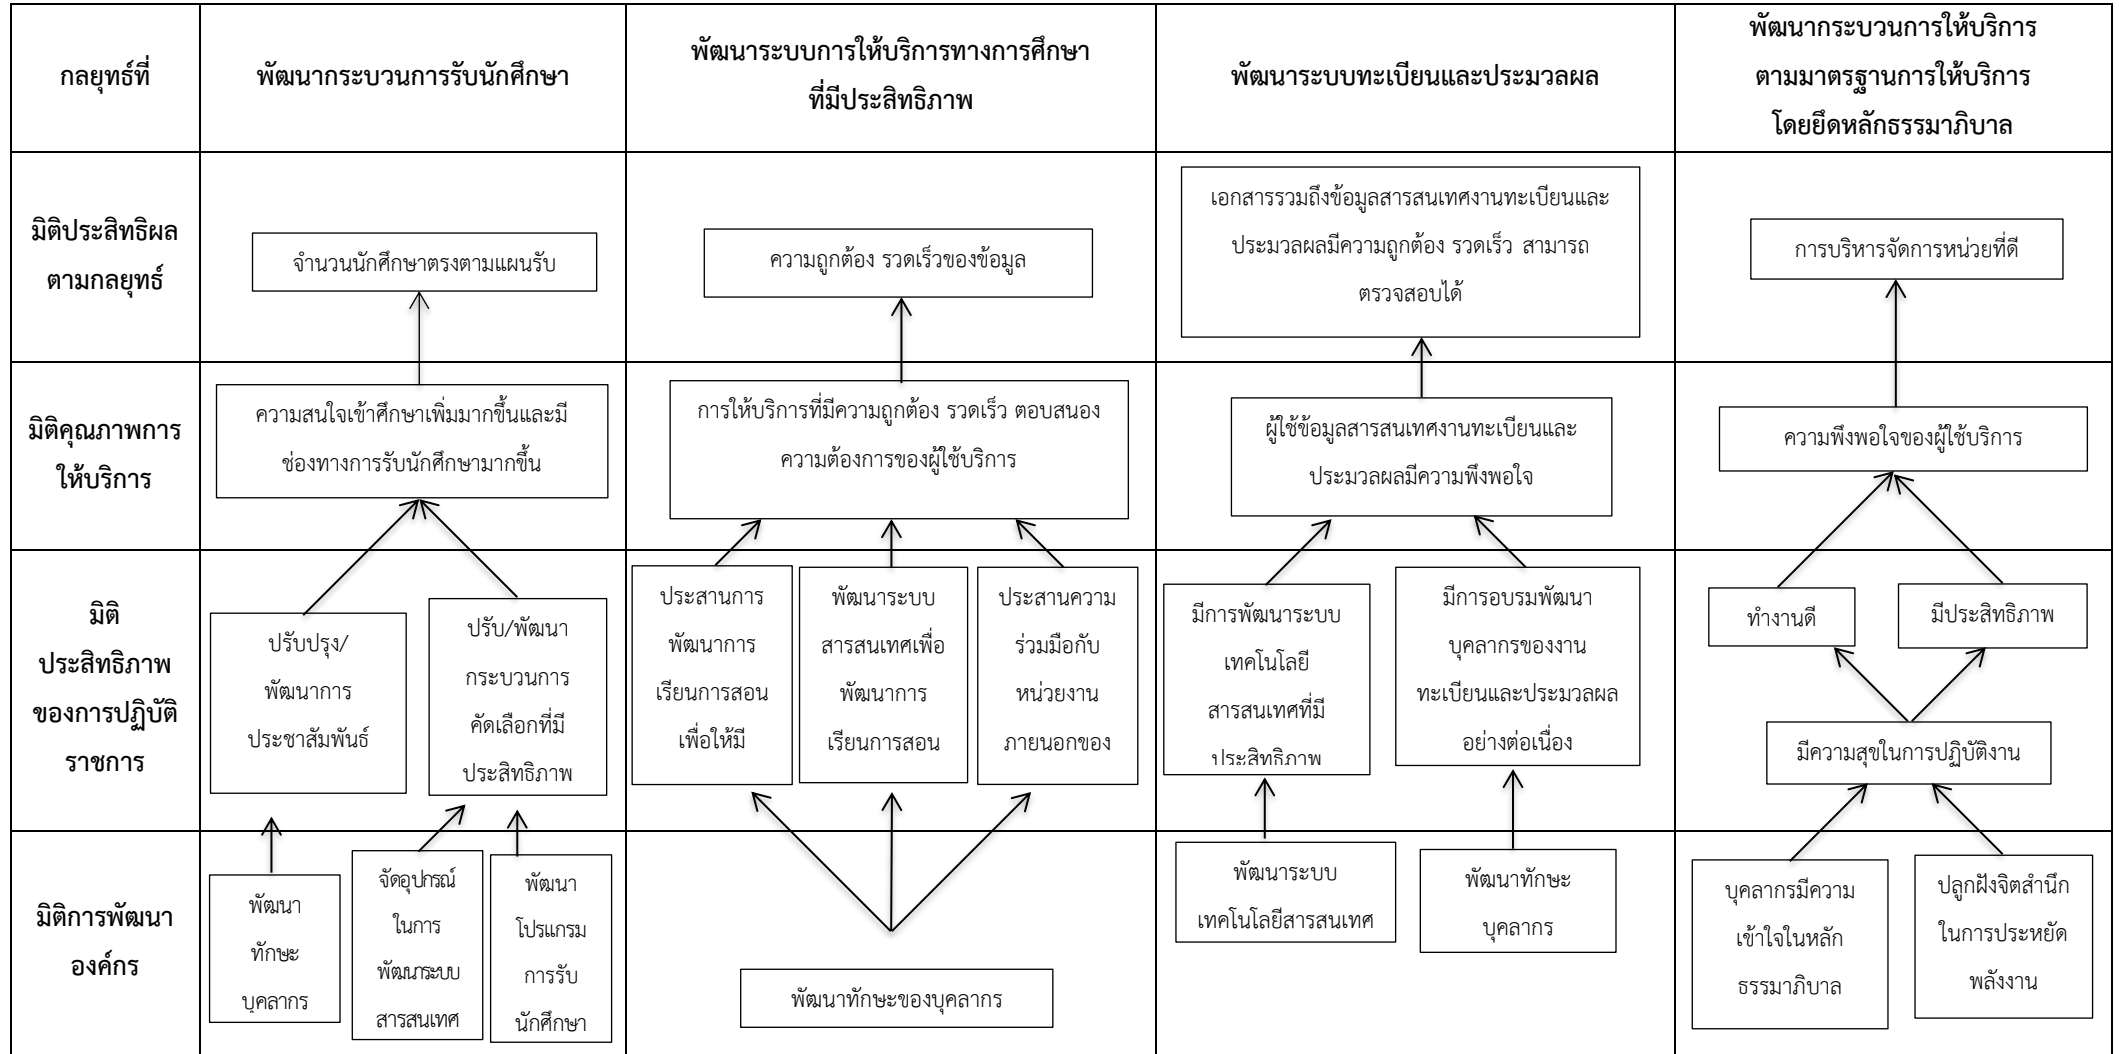 กลยุทธ์ที่
พัฒนากระบวนการรับนักศึกษา
พัฒนาระบบการให้บริการทางการศึกษา
ที่มีประสิทธิภาพ
พัฒนาระบบทะเบียนและประมวลผล
พัฒนากระบวนการให้บริการ
ตามมาตรฐานการให้บริการ
โดยยึดหลักธรรมาภิบาล
มิติประสิทธิผล
ตามกลยุทธ์
จำนวนนักศึกษาตรงตามแผนรับ
ความถูกต้อง รวดเร็วของข้อมูล
เอกสารรวมถึงข้อมูลสารสนเทศงานทะเบียนและ
ประมวลผลมีความถูกต้อง รวดเร็ว สามารถ
ตรวจสอบได้
การบริหารจัดการหน่วยที่ดี
มิติคุณภาพการ
ให้บริการ
ความสนใจเข้าศึกษาเพิ่มมากขึ้นและมี
ช่องทางการรับนักศึกษามากขึ้น
การให้บริการที่มีความถูกต้อง รวดเร็ว ตอบสนอง
ความต้องการของผู้ใช้บริการ
ผู้ใช้ข้อมูลสารสนเทศงานทะเบียนและ
ประมวลผลมีความพึงพอใจ
ความพึงพอใจของผู้ใช้บริการ
มิติ
ประสิทธิภาพ
ของการปฏิบัติ
ราชการ
ปรับปรุง/
พัฒนาการ
ประชาสัมพันธ์
ปรับ/พัฒนา
กระบวนการ
คัดเลือกที่มี
ประสิทธิภาพ
ประสานการ
พัฒนาการ
เรียนการสอน
เพื่อให้มี
พัฒนาระบบ
สารสนเทศเพื่อ
พัฒนาการ
เรียนการสอน
ประสานความ
ร่วมมือกับ
หน่วยงาน
ภายนอกของ
มีการพัฒนาระบบ
เทคโนโลยี
สารสนเทศที่มี
ประสิทธิภาพ
มีการอบรมพัฒนา
บุคลากรของงาน
ทะเบียนและประมวลผล
อย่างต่อเนื่อง
ทำงานดี
มีประสิทธิภาพ
มีความสุขในการปฏิบัติงาน
มิติการพัฒนา
องค์กร
พัฒนา
ทักษะ
บุคลากร
จัดอุปกรณ์
ในการ
พัฒนาระบบ
สารสนเทศ
พัฒนา
โปรแกรม
การรับ
นักศึกษา
พัฒนาทักษะของบุคลากร
พัฒนาระบบ
เทคโนโลยีสารสนเทศ
พัฒนาทักษะ
บุคลากร
บุคลากรมีความ
เข้าใจในหลัก
ธรรมาภิบาล
ปลูกฝังจิตสำนึก
ในการประหยัด
พลังงาน